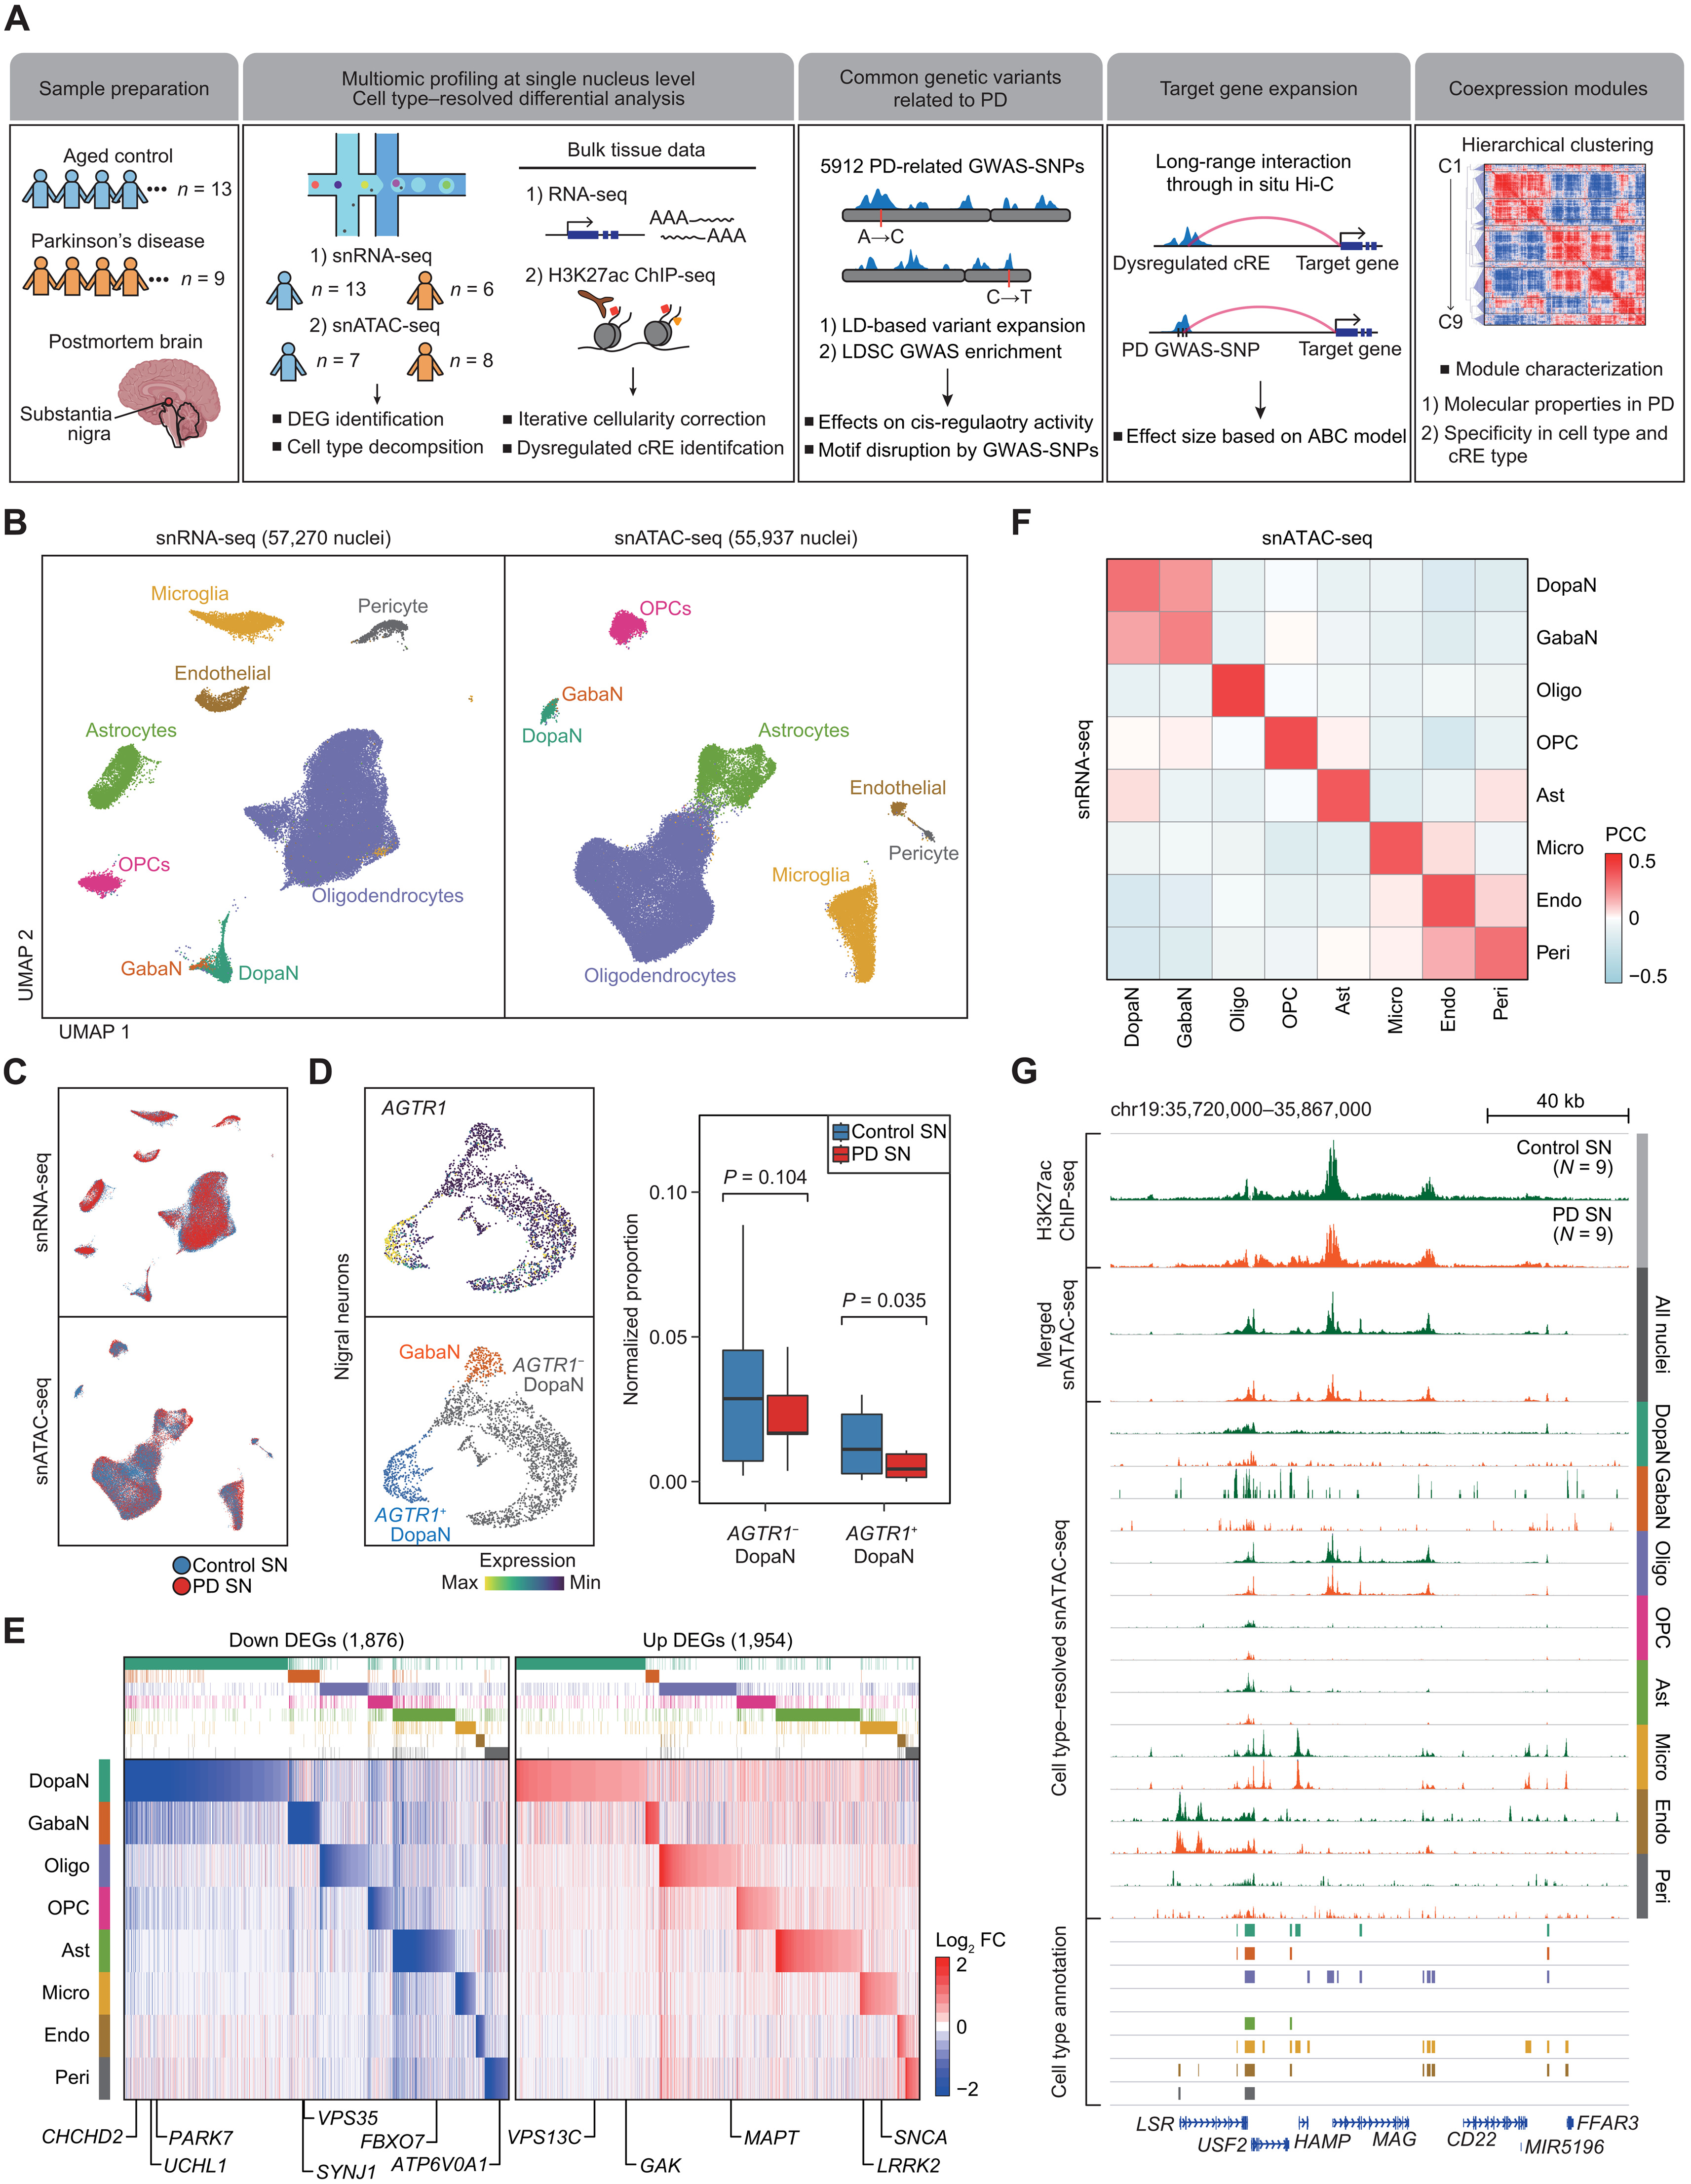 A
Sample preparation
Multiomic profiling at single nucleus level
Cell type–resolved differential analysis
Common genetic variants
related to PD
Target gene expansion
Coexpression modules
Aged control
n = 13
Parkinson's disease
n = 9
Postmortem brain
Substantia
nigra
1) snRNA-seq
n = 13
n = 6
2) snATAC-seq
n = 7
n = 8
■ DEG identification
■ Cell type decompsition
Bulk tissue data
1) RNA-seq
AAA
AAA
2) H3K27ac ChIP-seq
■ Iterative cellularity correction
■ Dysregulated cRE identifcation
5912 PD-related GWAS-SNPs
A→C
C→T
1) LD-based variant expansion
2) LDSC GWAS enrichment
■ Effects on cis-regulaotry activity
■ Motif disruption by GWAS-SNPs
Long-range interaction
through in situ Hi-C
Dysregulated cRE
Target gene
PD GWAS-SNP
Target gene
■ Effect size based on ABC model
Hierarchical clustering
C1
C9
■ Module characterization
1) Molecular properties in PD
2) Specificity in cell type and
cRE type
B
snRNA-seq (57,270 nuclei)
snATAC-seq (55,937 nuclei)
Microglia
Pericyte
Endothelial
Astrocytes
OPCs
Oligodendrocytes
GabaN
DopaN
OPCs
GabaN
DopaN
Astrocytes
Endothelial
Pericyte
Microglia
Oligodendrocytes
UMAP 2
UMAP 1
F
snATAC-seq
snRNA-seq
DopaN
GabaN
Oligo
OPC
Ast
Micro
Endo
Peri
DopaN
GabaN
Oligo
OPC
Ast
Micro
Endo
Peri
PCC
0.5
0
−0.5
C
snRNA-seq
snATAC-seq
Control SN
PD SN
D
Nigral neurons
AGTR1
GabaN
AGTR1−
DopaN
AGTR1+
DopaN
Expression
Max
Min
Control SN
PD SN
P = 0.104
P = 0.035
Normalized proportion
0.10
0.05
0.00
AGTR1−
DopaN
AGTR1+
DopaN
E
Down DEGs (1,876)
Up DEGs (1,954)
DopaN
GabaN
Oligo
OPC
Ast
Micro
Endo
Peri
Log2 FC
2
0
−2
CHCHD2
PARK7
UCHL1
VPS35
SYNJ1
FBXO7
ATP6V0A1
VPS13C
GAK
MAPT
SNCA
LRRK2
G
chr19:35,720,000–35,867,000
40 kb
H3K27ac
ChIP-seq
Control SN
(N = 9)
PD SN
(N = 9)
Merged
snATAC-seq
All nuclei
Cell type–resolved snATAC-seq
DopaN
GabaN
Oligo
OPC
Ast
Micro
Endo
Peri
Cell type annotation
LSR
USF2
HAMP
MAG
CD22
MIR5196
FFAR3